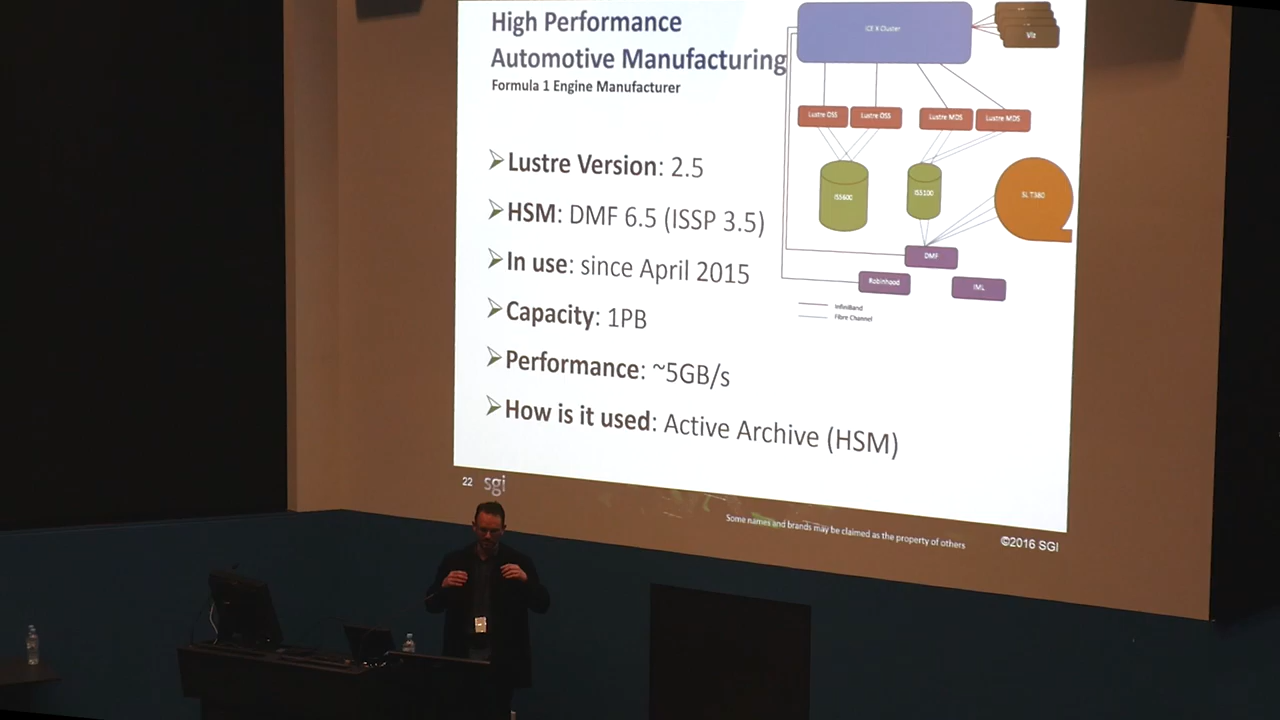 High Performance
Automotive Manufacturing
Formula 1 Engine Manufacturer
Lustre Version: 2.5
HSM: DMF 6.5 (ISSP 3.5)
In use: since April 2015
Capacity: 1PB
Performance: ~5GB/s
How is it used: Active Archive (HSM)
ICE X Cluster
Viz
Lustre OSS
Lustre OSS
Lustre MDS
Lustre MDS
IS5600
IS5100
SL T380
DMF
Robinhood
IML
InfiniBand
Fibre Channel
22 sgi
Some names and brands may be claimed as the property of others
©2016 SGI